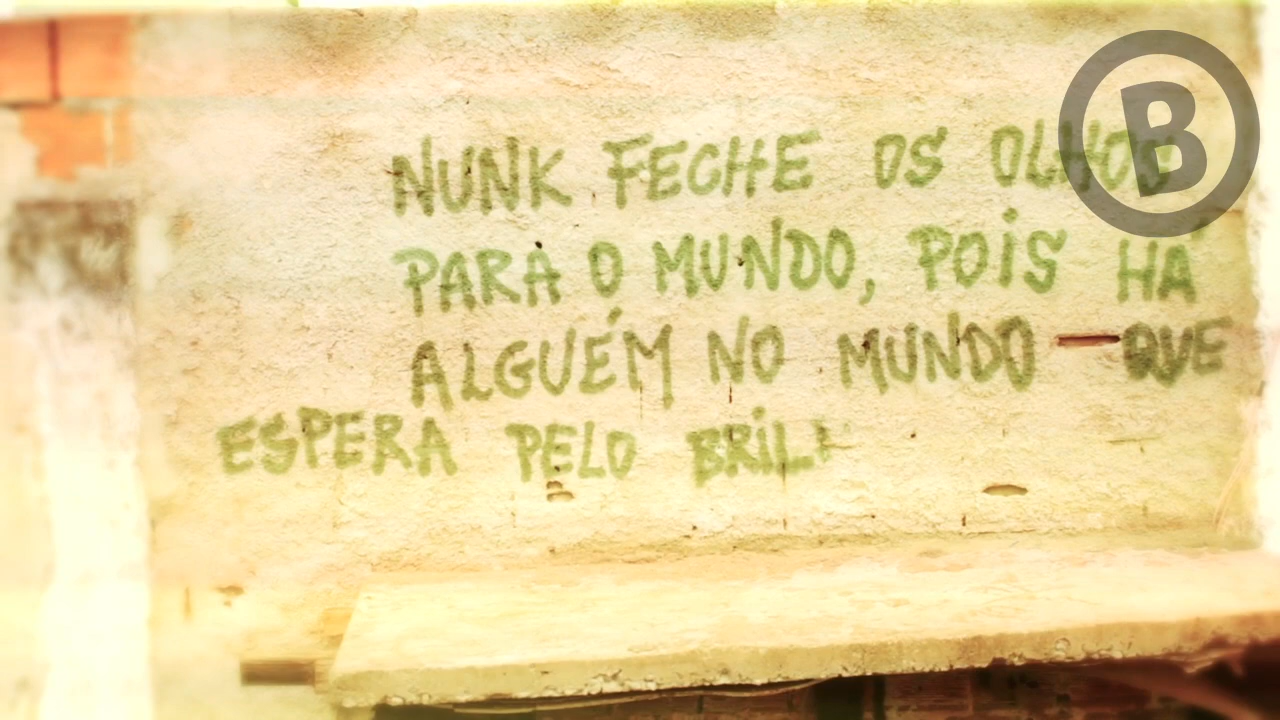 NUNK FECHE OS OLHOS
PARA O MUNDO, POIS HÁ
ALGUÉM NO MUNDO QUE
ESPERA PELO
B